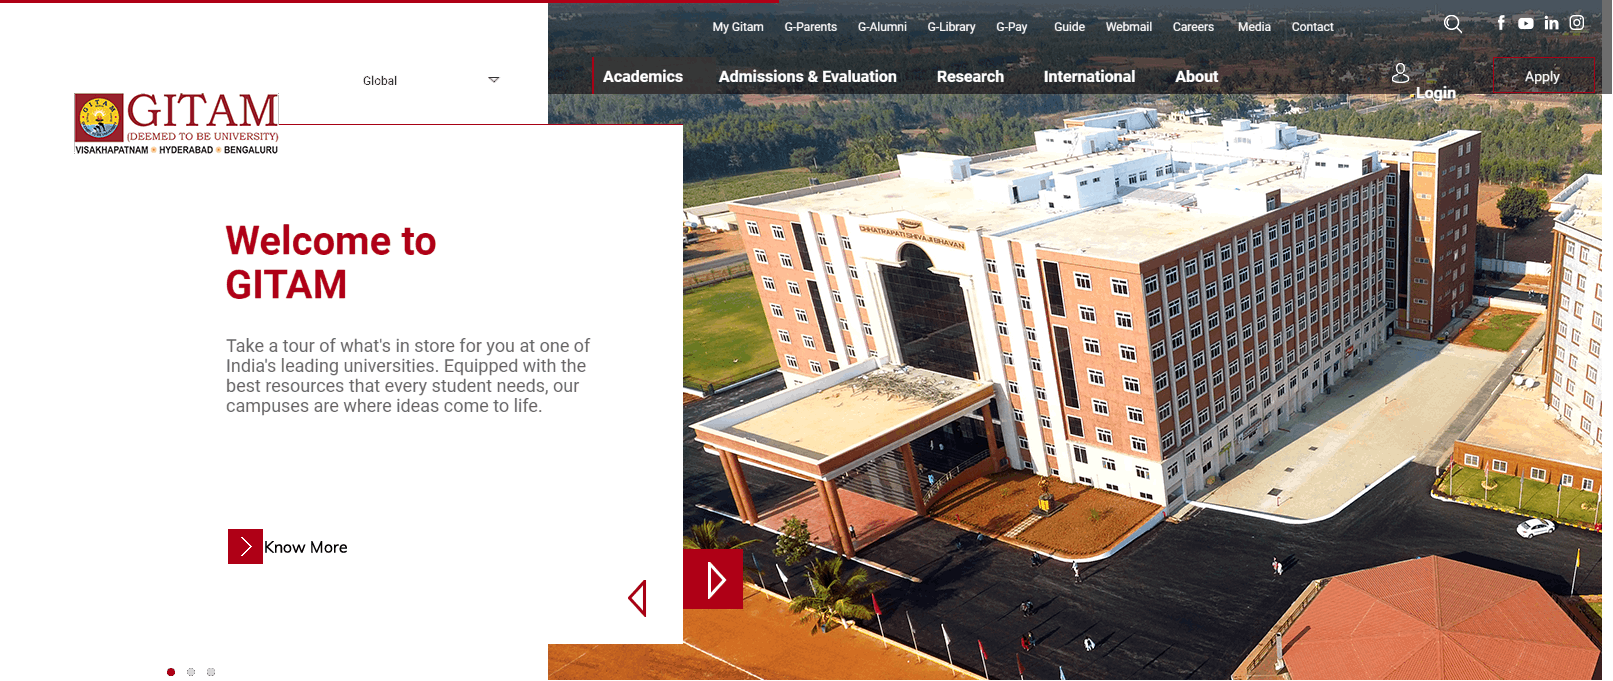 My Gitam G-Parents G-Alumni G-Library G-Pay Guide Webmail Careers Media Contact
Global
Academics Admissions & Evaluation Research International About
Login
Apply
GITAM
GITAM
(DEEMED TO BE UNIVERSITY)
VISAKHAPATNAM HYDERABAD BENGALURU
CHHATRAPATI SHIVAJI BHAVAN
Welcome to
GITAM
Take a tour of what's in store for you at one of
India's leading universities. Equipped with the
best resources that every student needs, our
campuses are where ideas come to life.
Know More